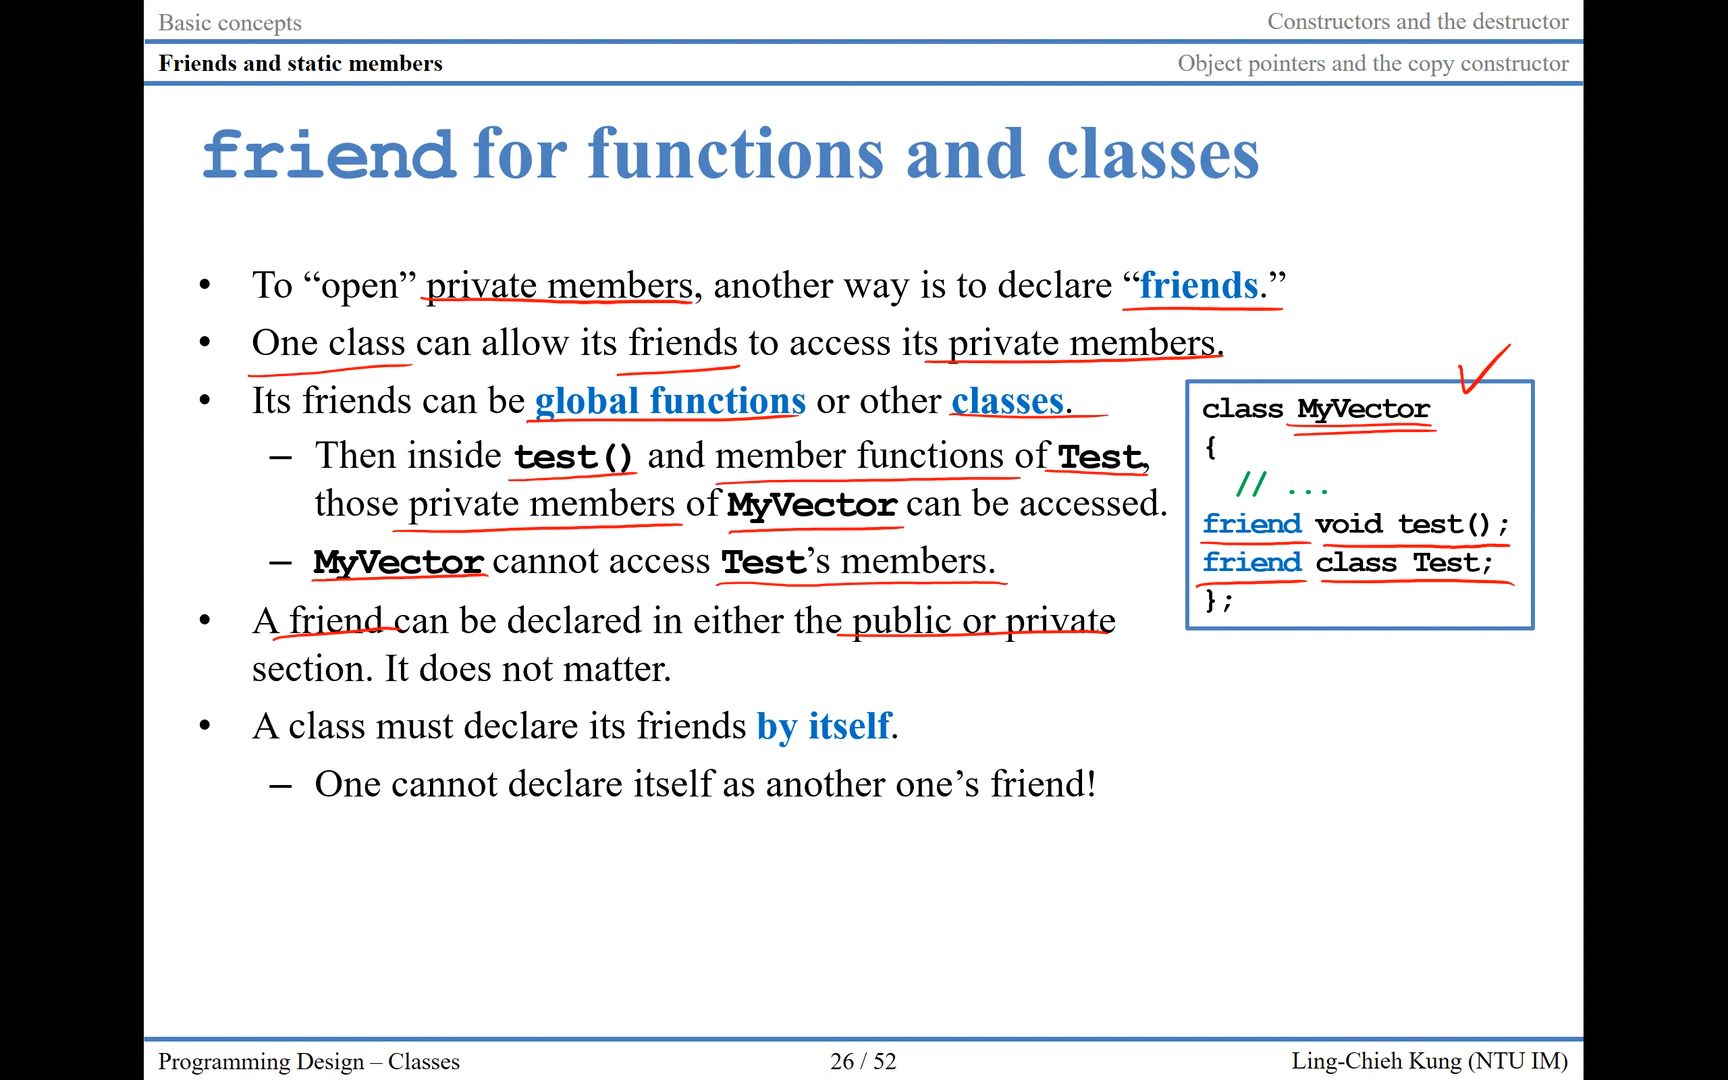 Basic concepts
Constructors and the destructor
Friends and static members
Object pointers and the copy constructor
friend for functions and classes
• To “open” private members, another way is to declare “friends.”
• One class can allow its friends to access its private members.
• Its friends can be global functions or other classes.
– Then inside test() and member functions of Test,
those private members of MyVector can be accessed.
– MyVector cannot access Test’s members.
• A friend can be declared in either the public or private
section. It does not matter.
• A class must declare its friends by itself.
– One cannot declare itself as another one’s friend!
class MyVector
{
// ...
friend void test();
friend class Test;
};
Programming Design – Classes
26 / 52
Ling-Chieh Kung (NTU IM)